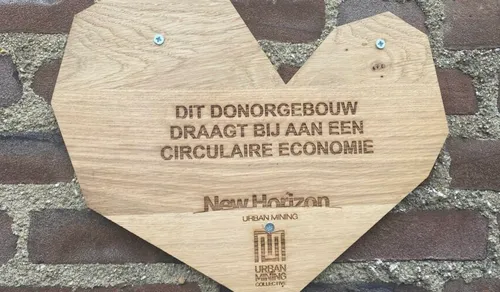 DIT DONORGEBOUW
DRAAGT BIJ AAN EEN
CIRCULAIRE ECONOMIE
New Horizon
URBAN MINING
URBAN
MINING
COLLECTIVE